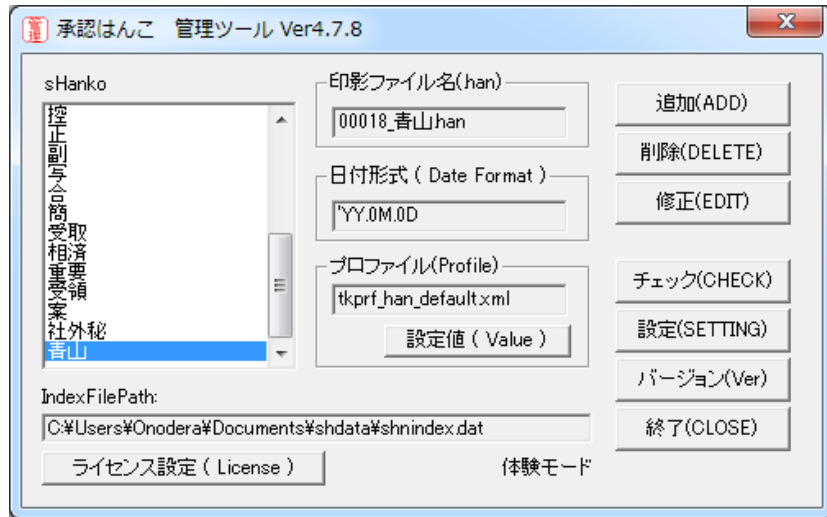 承認はんこ 管理ツール Ver4.7.8
sHanko
控
正
副
写
簡
受取
相済
重要
受領
案
社外秘
青山
印影ファイル名(.han)
00018_青山.han
日付形式 ( Date Format )
'YY.0M.0D
プロファイル(Profile)
tkprf_han_default.xml
設定値 ( Value )
追加(ADD)
削除(DELETE)
修正(EDIT)
チェック(CHECK)
設定(SETTING)
バージョン(Ver)
終了(CLOSE)
IndexFilePath:
C:¥Users¥Onodera¥Documents¥shdata¥shnindex.dat
ライセンス設定 ( License )
体験モード